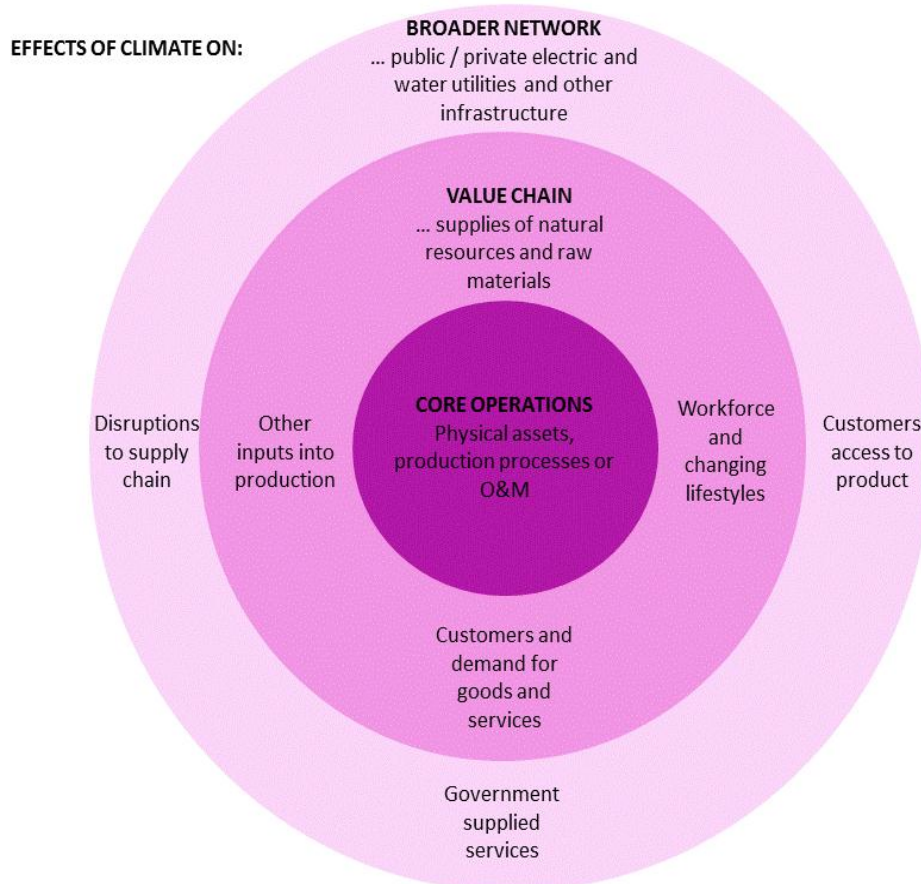 EFFECTS OF CLIMATE ON:
BROADER NETWORK
... public / private electric and
water utilities and other
infrastructure
VALUE CHAIN
... supplies of natural
resources and raw
materials
CORE OPERATIONS
Physical assets,
production processes or
O&M
Disruptions
to supply
chain
Other
inputs into
production
Workforce
and
changing
lifestyles
Customers
access to
product
Customers and
demand for
goods and
services
Government
supplied
services